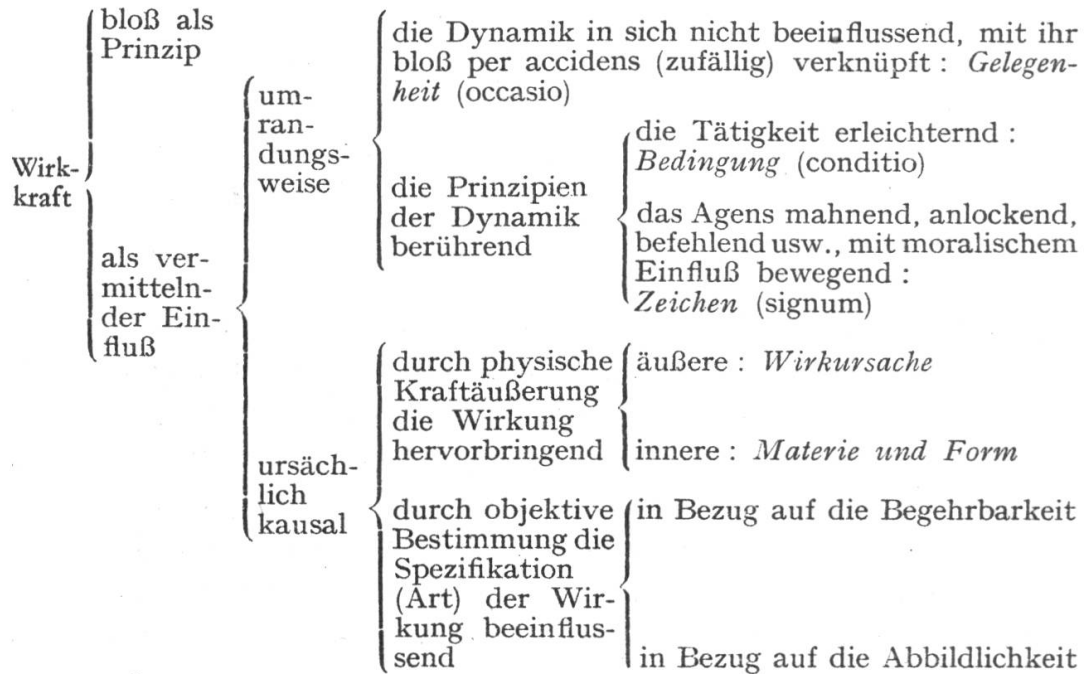 Wirk-
kraft
bloß als
Prinzip
als ver-
mitteln-
der Ein-
fluß
um-
ran-
dungs-
weise
die Dynamik in sich nicht beeinflussend, mit ihr
bloß per accidens (zufällig) verknüpft : Gelegen-
heit (occasio)
die Prinzipien
der Dynamik
berührend
die Tätigkeit erleichternd :
Bedingung (conditio)
das Agens mahnend, anlockend,
befehlend usw., mit moralischem
Einfluß bewegend :
Zeichen (signum)
ursäch-
lich
kausal
durch physische
Kraftäußerung
die Wirkung
hervorbringend
äußere : Wirkursache
innere : Materie und Form
durch objektive
Bestimmung die
Spezifikation
(Art) der Wir-
kung beeinflus-
send
in Bezug auf die Begehrbarkeit
in Bezug auf die Abbildlichkeit